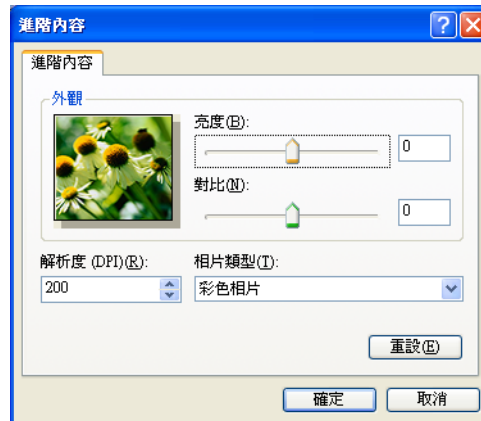 進階內容
進階內容
外觀
亮度(B):
0
對比(N):
0
解析度 (DPI)(R):
相片類型(T):
200
彩色相片
重設(E)
確定
取消